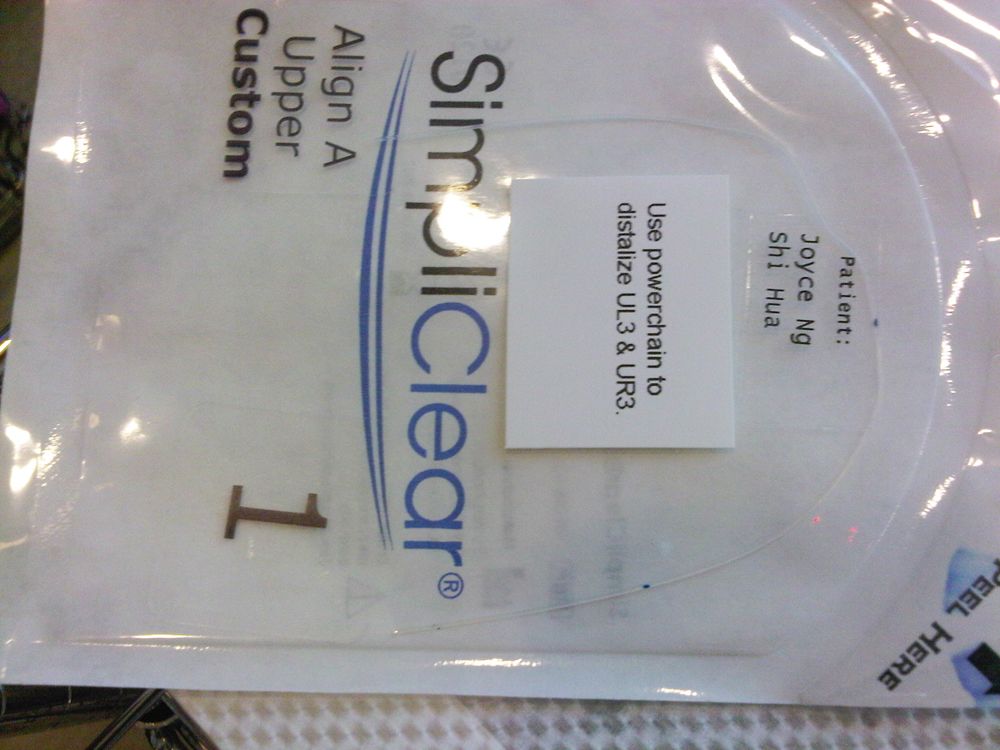 PEEL HERE
Patient:
Joyce Ng
Shi Hua
Use powerchain to
distalize UL3 & UR3.
SimpliClear®
Align A
Upper
Custom
1